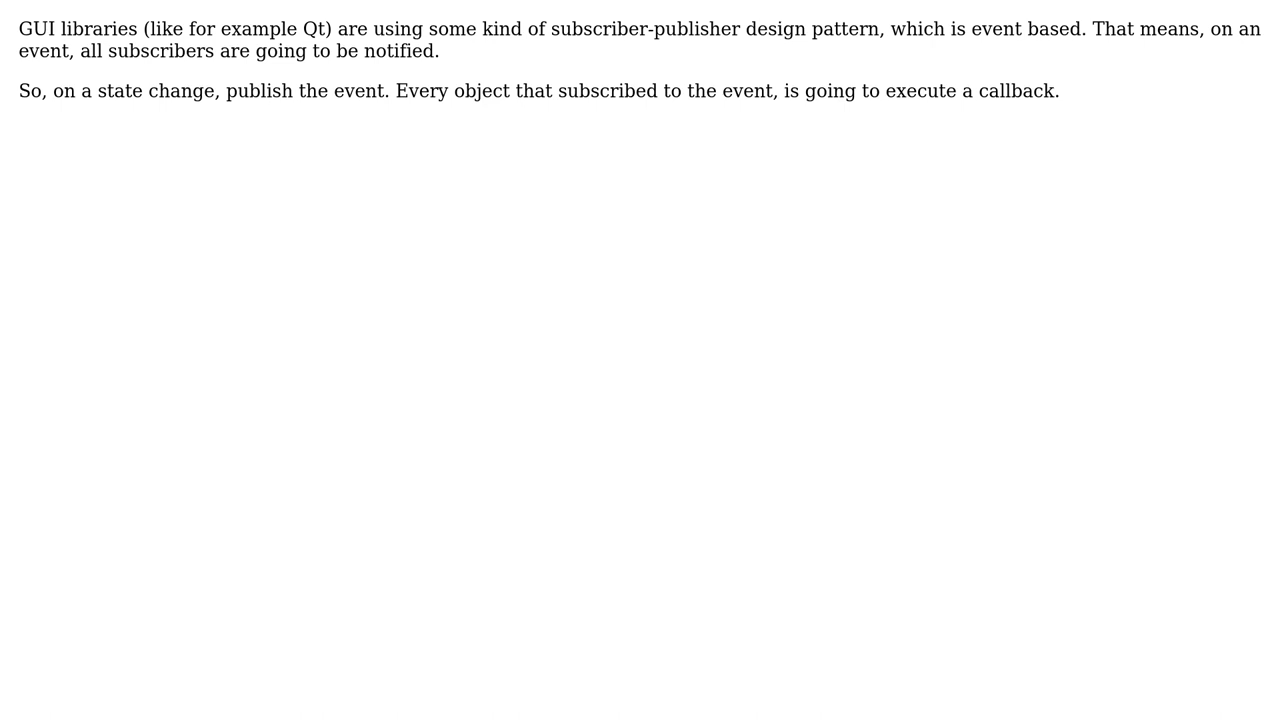 GUI libraries (like for example Qt) are using some kind of subscriber-publisher design pattern, which is event based. That means, on an
event, all subscribers are going to be notified.
So, on a state change, publish the event. Every object that subscribed to the event, is going to execute a callback.